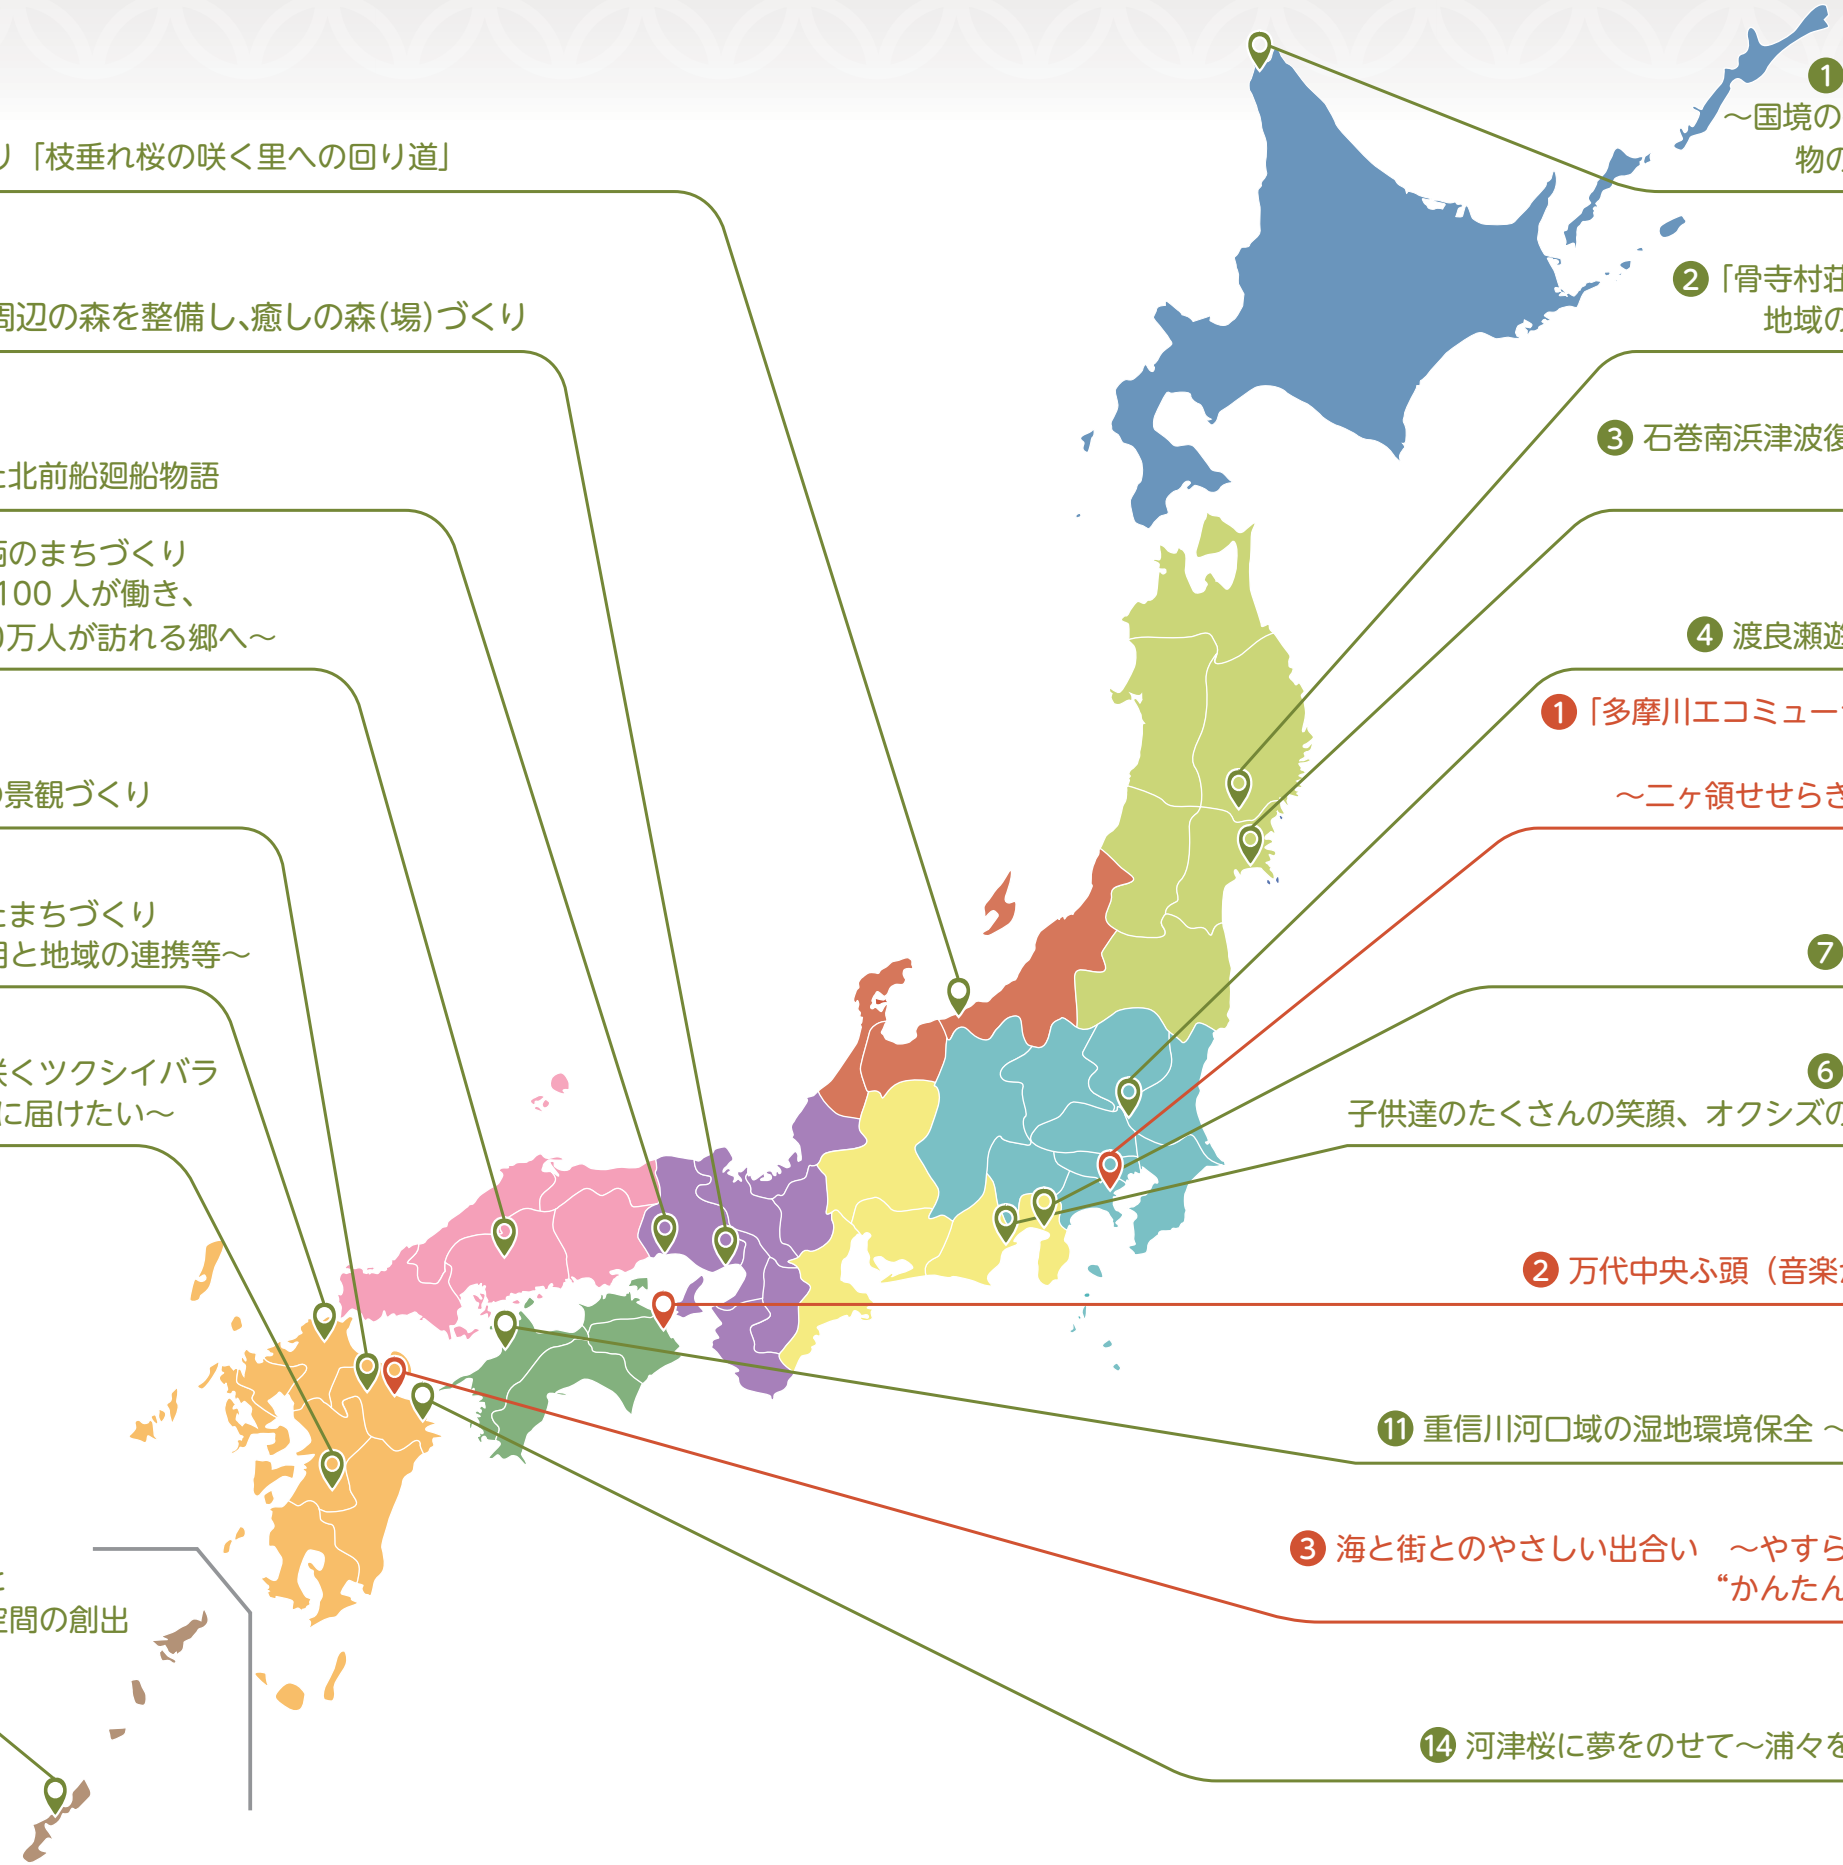 り「枝垂れ桜の咲く里への回り道」
周辺の森を整備し、癒しの森(場)づくり
た北前船廻船物語
のまちづくり
100 人が働き、
0万人が訪れる郷へ～
の景観づくり
たまちづくり
用と地域の連携等～
咲くツクシイバラ
に届けたい～
と
空間の創出
1
～国境の
物の
2 「骨寺村荘
地域の
3 石巻南浜津波復
4 渡良瀬遊
1 「多摩川エコミュー
～二ヶ領せせらぎ
7
6
子供達のたくさんの笑顔、オクシズの
2 万代中央ふ頭（音楽
11 重信川河口域の湿地環境保全 ～
3 海と街とのやさしい出合い　～やすら
“かんたん
14 河津桜に夢をのせて～浦々を